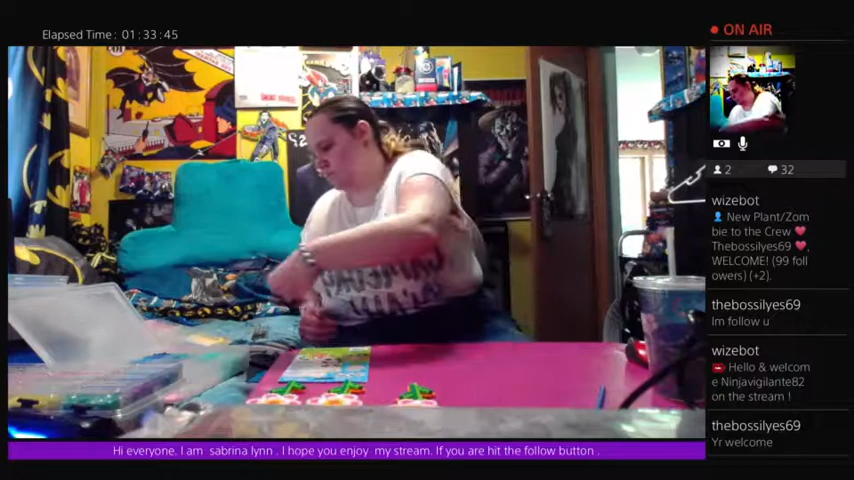 Elapsed Time: 01:33:45
ON AIR
2 32
wizebot
New Plant/Zom
bie to the Crew
Thebossilyes69
WELCOME! (99 foll
owers) (+2).
thebossilyes69
Im follow u
wizebot
Hello & welcom
e Ninjavigilante82
on the stream !
thebossilyes69
Yr welcome
Hi everyone. I am sabrina lynn . I hope you enjoy my stream. If you are hit the follow button .